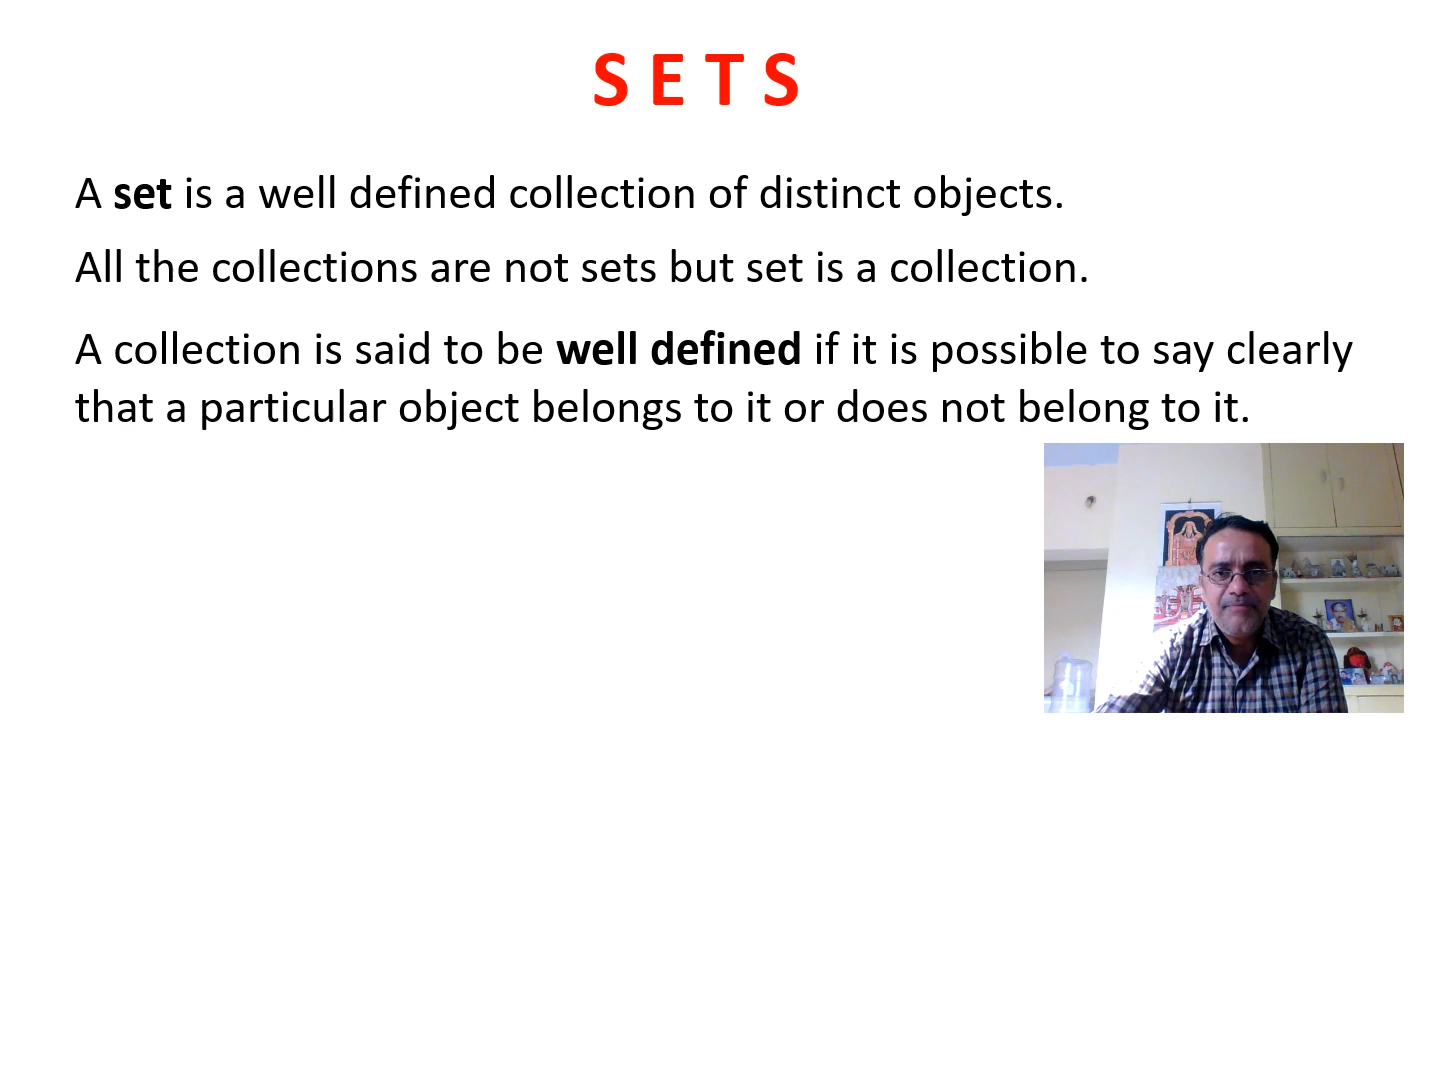 S E T S
A set is a well defined collection of distinct objects.
All the collections are not sets but set is a collection.
A collection is said to be well defined if it is possible to say clearly
that a particular object belongs to it or does not belong to it.